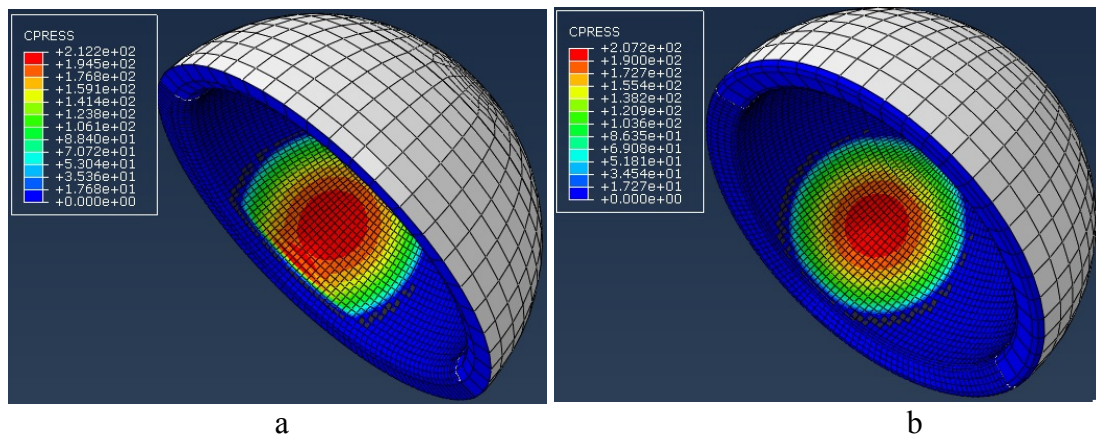 CPRESS
+2.122e+02
+1.945e+02
+1.768e+02
+1.591e+02
+1.414e+02
+1.238e+02
+1.061e+02
+8.840e+01
+7.072e+01
+5.304e+01
+3.536e+01
+1.768e+01
+0.000e+00
CPRESS
+2.072e+02
+1.900e+02
+1.727e+02
+1.554e+02
+1.382e+02
+1.209e+02
+1.036e+02
+8.635e+01
+6.908e+01
+5.181e+01
+3.454e+01
+1.727e+01
+0.000e+00
a
b